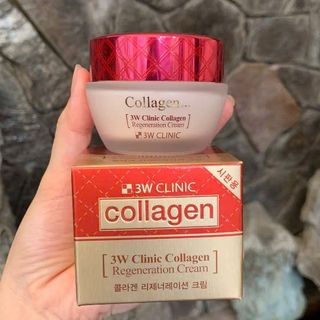 Collagen...
[ 3W Clinic Collagen
Regeneration Cream ]
3W CLINIC
3W CLINIC
collagen
시판용
[ 3W Clinic Collagen
Regeneration Cream ]
콜라겐 리제너레이션 크림